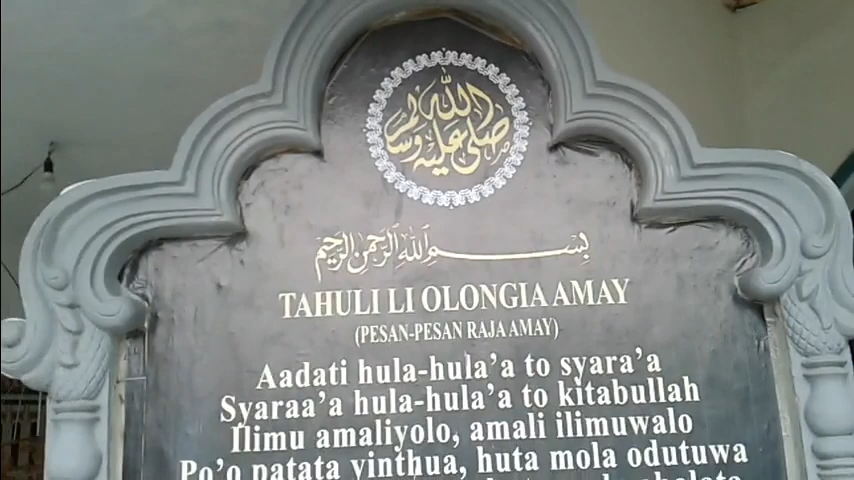 صلى الله عليه وسلم
بسم الله الرحمن الرحيم
TAHULI LI OLONGIA AMAY
(PESAN-PESAN RAJA AMAY)
Aadati hula-hula'a to syara'a
Syaraa'a hula-hula'a to kitabullah
Ilimu amaliyolo, amali ilimuwalo
Po'o patata yinthua, huta mola odutuwa